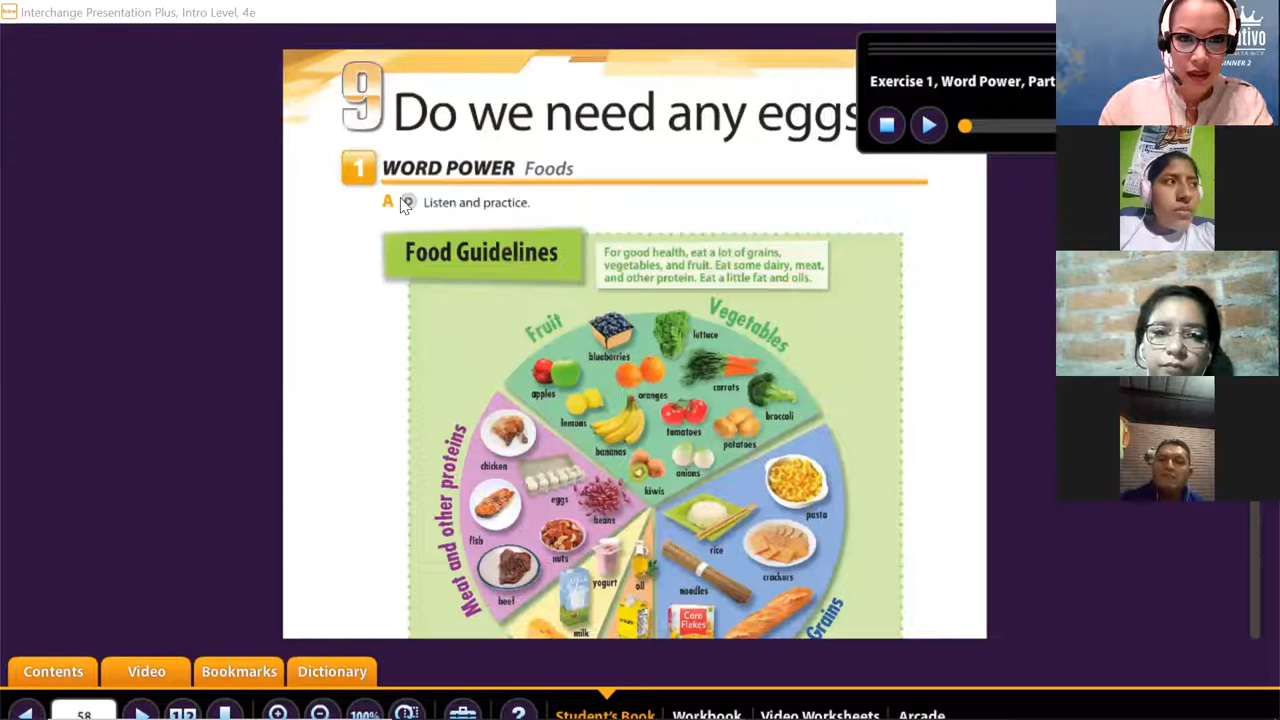 Interchange Presentation Plus, Intro Level, 4e
9 Do we need any eggs
Exercise 1, Word Power, Part
1 WORD POWER Foods
A Listen and practice.
Food Guidelines
For good health, eat a lot of grains,
vegetables, and fruit. Eat some dairy, meat,
and other protein. Eat a little fat and oils.
Fruit
Vegetables
blueberries
lettuce
apples
oranges
carrots
lemons
tomatoes
broccoli
bananas
potatoes
onions
kiwis
Meat and other proteins
chicken
eggs
beans
fish
nuts
beef
yogurt
oil
milk
pasta
rice
crackers
noodles
Corn
Flakes
Grains
Contents
Video
Bookmarks
Dictionary
58
100%
?
Student's Book
Workbook
Video Worksheets
Arcade